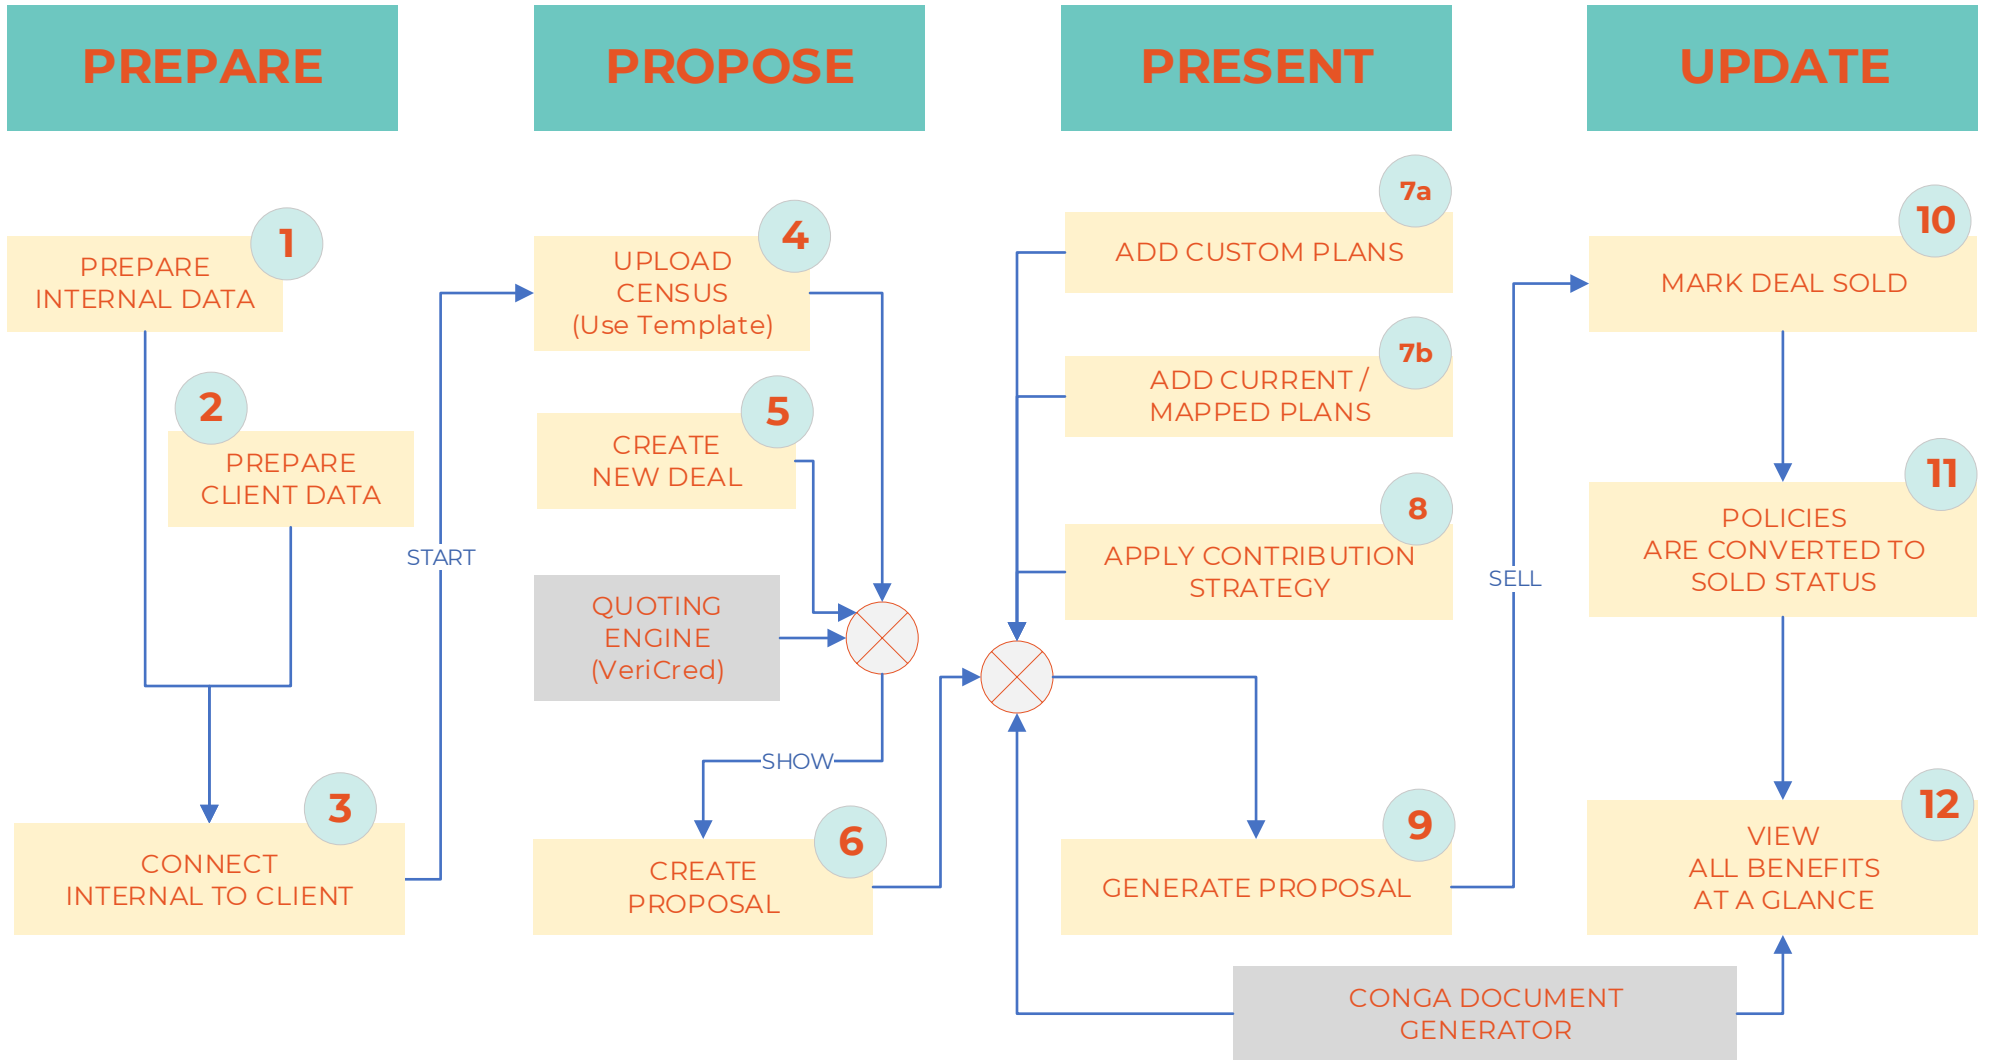 PREPARE
PROPOSE
PRESENT
UPDATE
1
PREPARE
INTERNAL DATA
2
PREPARE
CLIENT DATA
3
CONNECT
INTERNAL TO CLIENT
START
4
UPLOAD
CENSUS
(Use Template)
5
CREATE
NEW DEAL
QUOTING
ENGINE
(VeriCred)
SHOW
6
CREATE
PROPOSAL
7a
ADD CUSTOM PLANS
7b
ADD CURRENT /
MAPPED PLANS
8
APPLY CONTRIBUTION
STRATEGY
9
GENERATE PROPOSAL
SELL
10
MARK DEAL SOLD
11
POLICIES
ARE CONVERTED TO
SOLD STATUS
12
VIEW
ALL BENEFITS
AT A GLANCE
CONGA DOCUMENT
GENERATOR